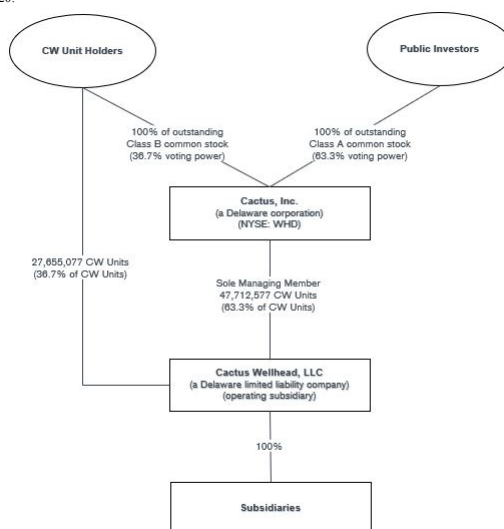 20.
CW Unit Holders
Public Investors
100% of outstanding
Class B common stock
(36.7% voting power)
100% of outstanding
Class A common stock
(63.3% voting power)
Cactus, Inc.
(a Delaware corporation)
(NYSE: WHD)
27,655,077 CW Units
(36.7% of CW Units)
Sole Managing Member
47,712,577 CW Units
(63.3% of CW Units)
Cactus Wellhead, LLC
(a Delaware limited liability company)
(operating subsidiary)
100%
Subsidiaries